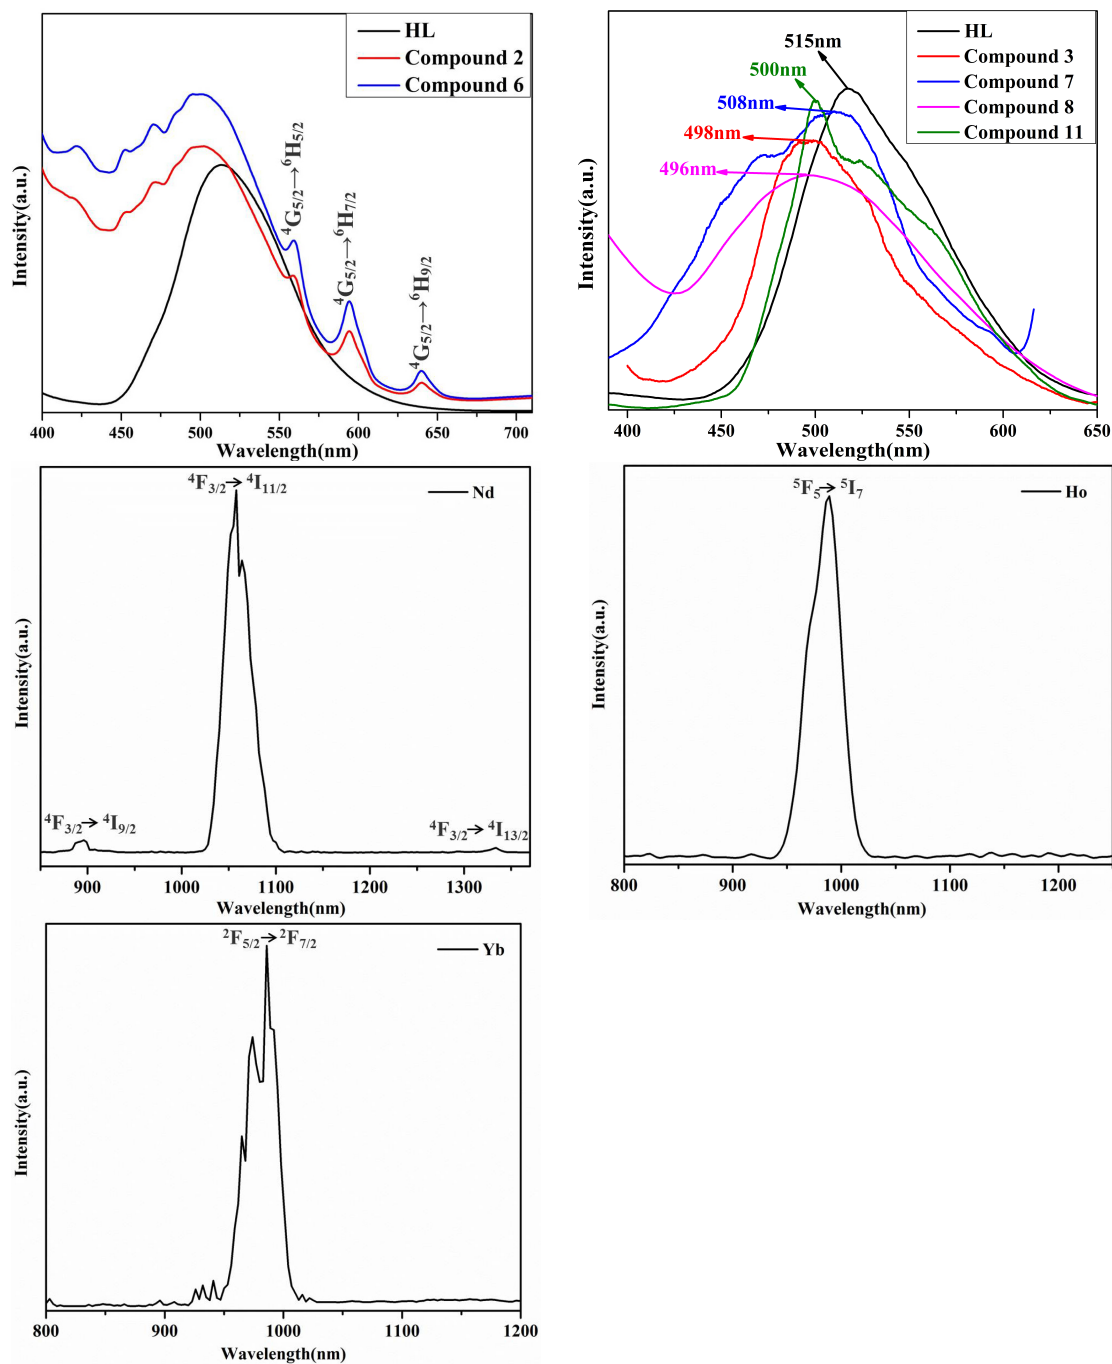 HL
Compound 2
Compound 6
⁴G₅/₂→⁶H₅/₂
⁴G₅/₂→⁶H₇/₂
⁴G₅/₂→⁶H₉/₂
Intensity(a.u.)
400 450 500 550 600 650 700
Wavelength(nm)
HL
Compound 3
Compound 7
Compound 8
Compound 11
515nm
500nm
508nm
498nm
496nm
Intensity(a.u.)
400 450 500 550 600 650
Wavelength(nm)
⁴F₃/₂→ ⁴I₁₁/₂
Nd
Intensity(a.u.)
⁴F₃/₂→ ⁴I₉/₂
⁴F₃/₂→ ⁴I₁₃/₂
900 1000 1100 1200 1300
Wavelength(nm)
⁵F₅→ ⁵I₇
Ho
Intensity(a.u.)
800 900 1000 1100 1200
Wavelength(nm)
²F₅/₂→²F₇/₂
Yb
Intensity(a.u.)
800 900 1000 1100 1200
Wavelength(nm)